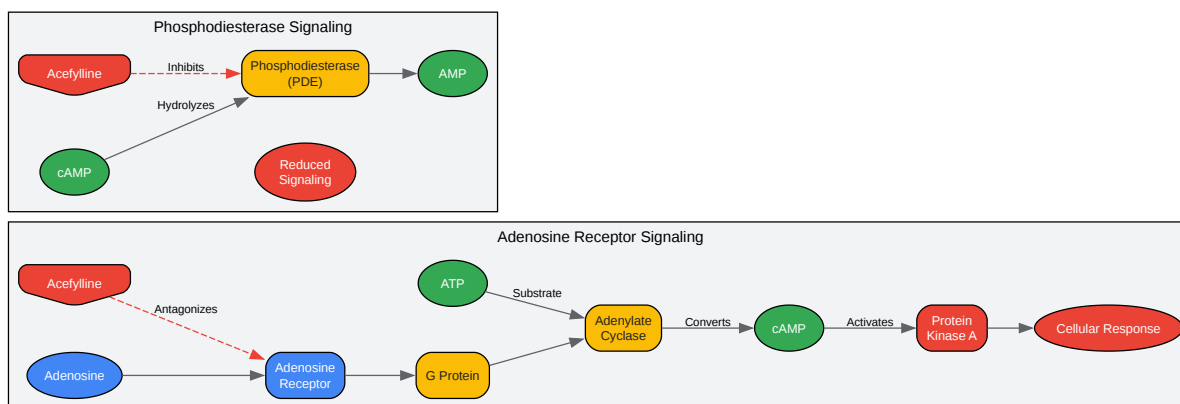 Phosphodiesterase Signaling
Acefylline
Inhibits
Phosphodiesterase
(PDE)
AMP
Hydrolyzes
cAMP
Reduced
Signaling
Adenosine Receptor Signaling
Acefylline
Antagonizes
ATP
Substrate
Adenylate
Cyclase
Converts
cAMP
Activates
Protein
Kinase A
Cellular Response
Adenosine
Adenosine
Receptor
G Protein